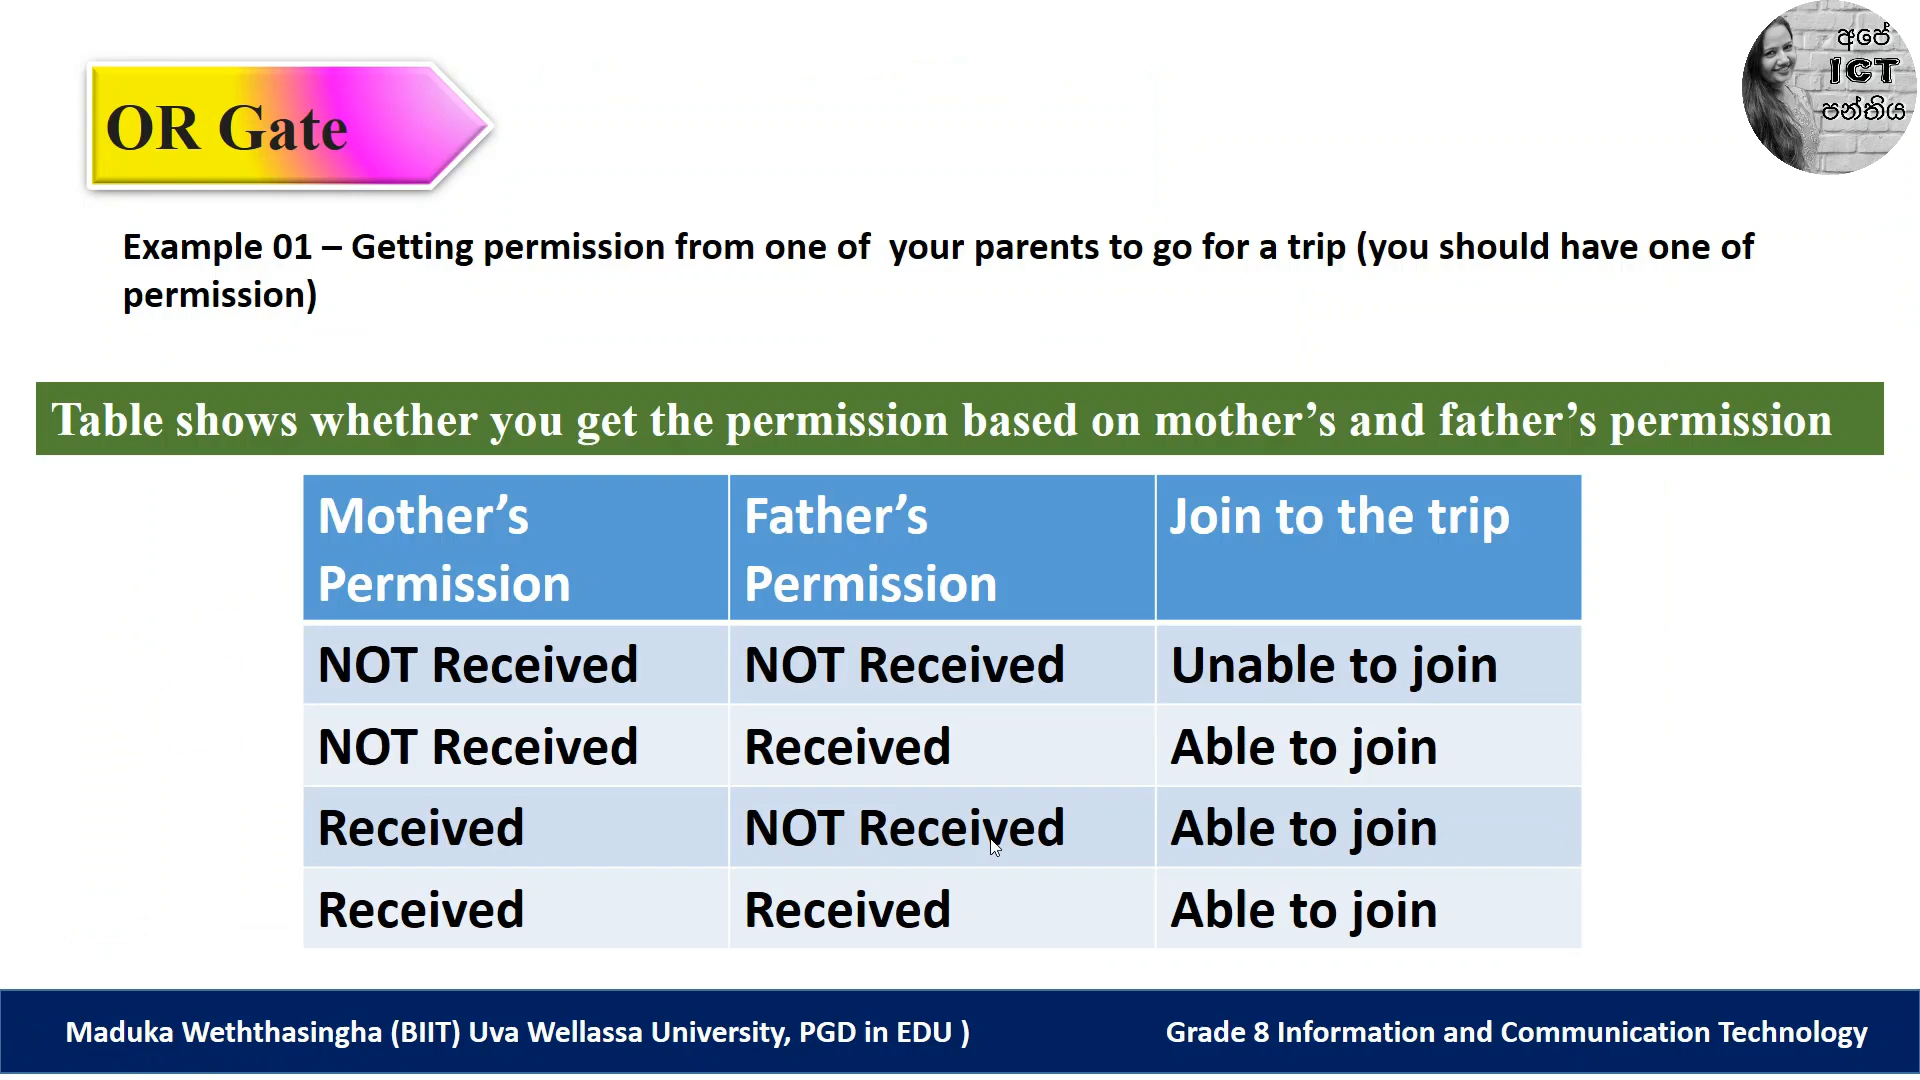 අපේ
ICT
පන්තිය
OR Gate
Example 01 – Getting permission from one of  your parents to go for a trip (you should have one of
permission)
Table shows whether you get the permission based on mother’s and father’s permission
Mother’s Permission
Father’s Permission
Join to the trip
NOT Received
NOT Received
Unable to join
NOT Received
Received
Able to join
Received
NOT Received
Able to join
Received
Received
Able to join
Maduka Weththasingha (BIIT) Uva Wellassa University, PGD in EDU )
Grade 8 Information and Communication Technology